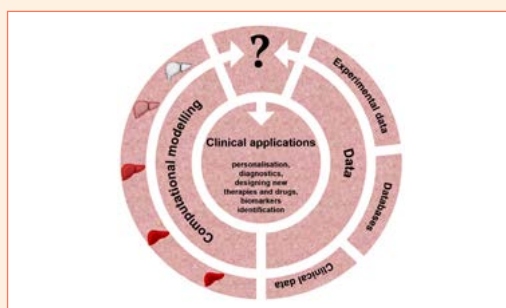 ?
Experimental data
Computational modelling
Data
Databases
Clinical data
Clinical applications
personalisation,
diagnostics,
designing new
therapies and drugs,
biomarkers
identification